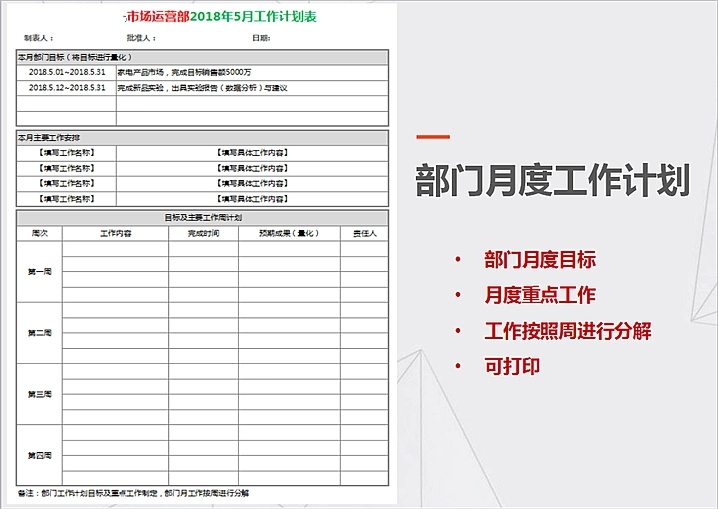 市场运营部2018年5月工作计划表
制表人： 批准人： 日期:
本月部门目标（将目标进行量化）
2018.5.01~2018.5.31 家电产品市场，完成目标销售额5000万
2018.5.12~2018.5.31 完成新品实验，出具实验报告（数据分析）与建议
本月主要工作安排
【填写工作名称】 【填写具体工作内容】
【填写工作名称】 【填写具体工作内容】
【填写工作名称】 【填写具体工作内容】
【填写工作名称】 【填写具体工作内容】
目标及主要工作周计划
周次 工作内容 完成时间 预期成果（量化） 责任人
第一周
第二周
第三周
第四周
备注：部门工作计划目标及重点工作制定，部门月工作按周进行分解
部门月度工作计划
• 部门月度目标
• 月度重点工作
• 工作按照周进行分解
• 可打印